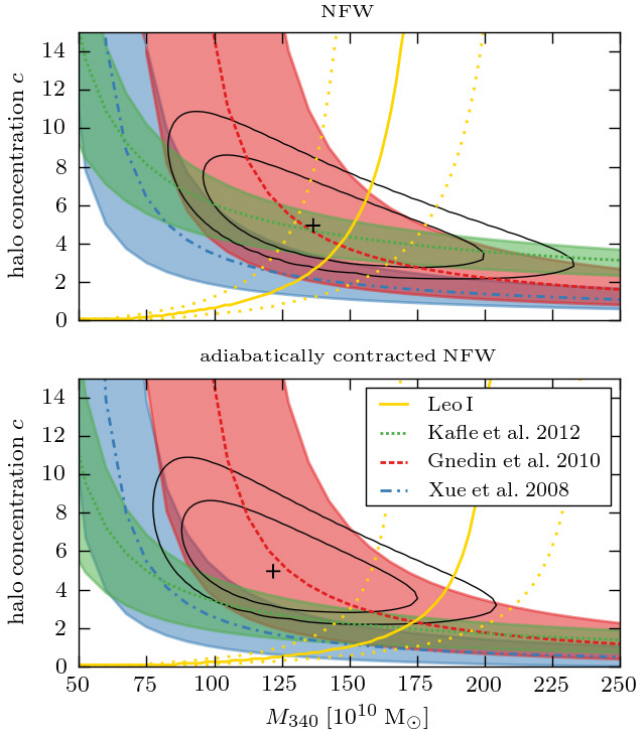 NFW
14
12
10
8
6
4
2
0
halo concentration c
adiabatically contracted NFW
14
12
10
8
6
4
2
0
halo concentration c
Leo I
Kafle et al. 2012
Gnedin et al. 2010
Xue et al. 2008
50 75 100 125 150 175 200 225 250
M340 [10^10 M⊙]